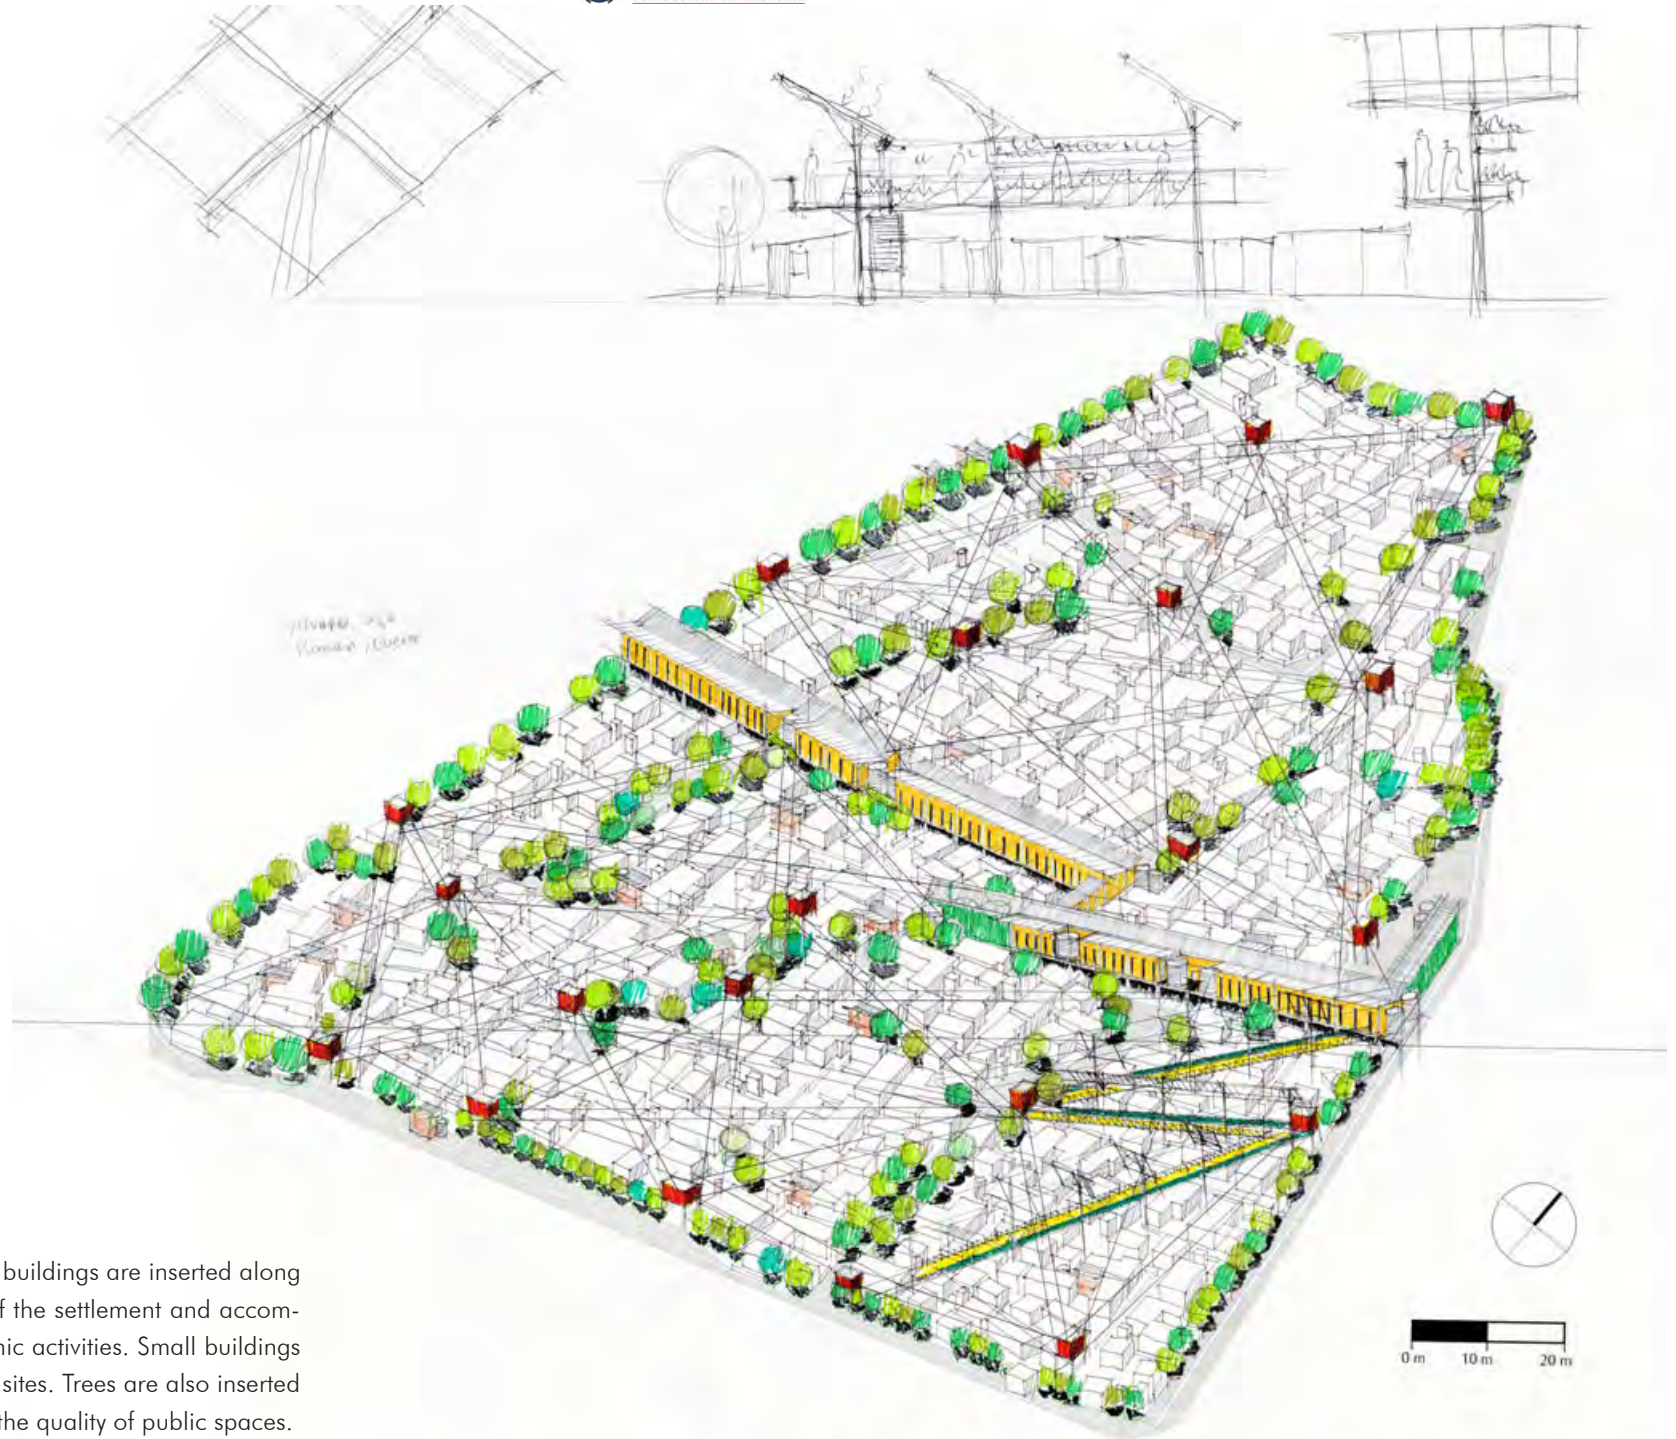 buildings are inserted along
f the settlement and accom-
nic activities. Small buildings
sites. Trees are also inserted
the quality of public spaces.
0 m 10 m 20 m